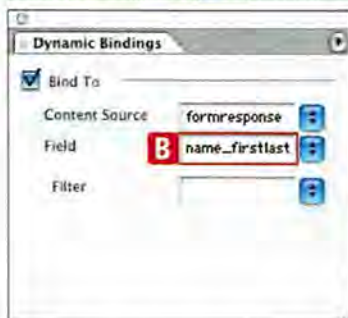 Dynamic Bindings
Bind To
Content Source formresponse
Field B name_firstlast
Filter